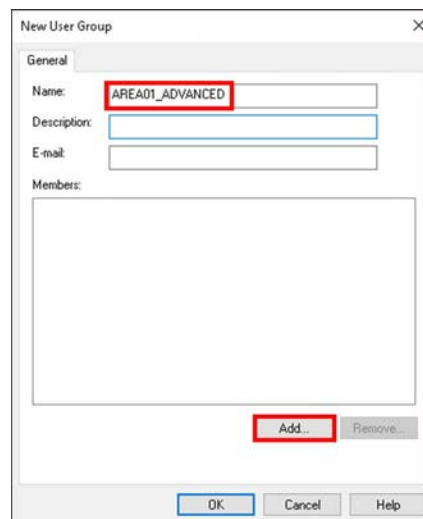 New User Group
General
Name: AREA01_ADVANCED
Description:
E-mail:
Members:
Add... Remove...
OK Cancel Help